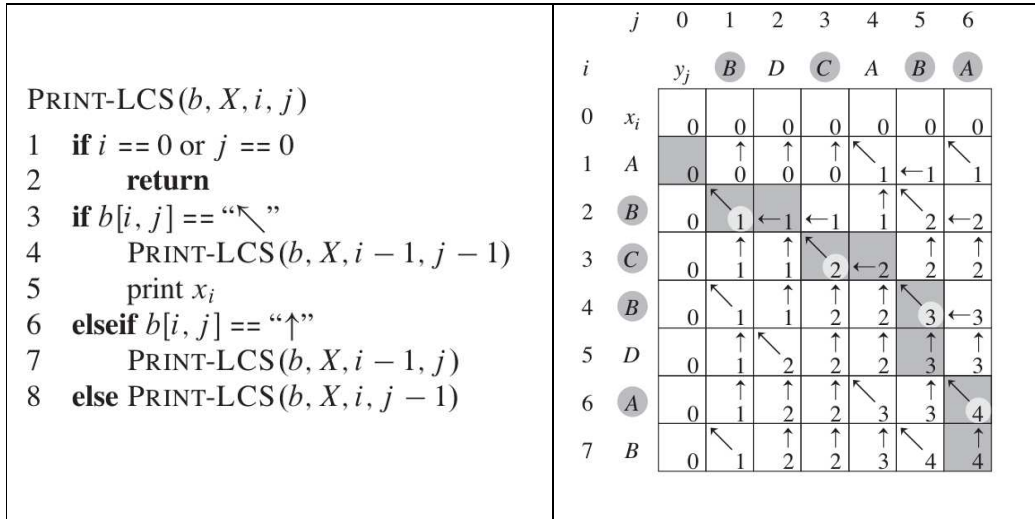 PRINT-LCS(b, X, i, j)
1 if i == 0 or j == 0
2 return
3 if b[i, j] == “↖”
4 PRINT-LCS(b, X, i − 1, j − 1)
5 print xᵢ
6 elseif b[i, j] == “↑”
7 PRINT-LCS(b, X, i − 1, j)
8 else PRINT-LCS(b, X, i, j − 1)
j 0 1 2 3 4 5 6
i yⱼ B D C A B A
0 xᵢ 0 0 0 0 0 0 0
1 A 0 ↑0 ↑0 ↑0 ↖1 ←1 ↖1
2 B 0 ↖1 ←1 ←1 ↑1 ↖2 ←2
3 C 0 ↑1 ↑1 ↖2 ←2 ↑2 ↑2
4 B 0 ↖1 ↑1 ↑2 ↑2 ↖3 ←3
5 D 0 ↑1 ↖2 ↑2 ↑2 ↑3 ↑3
6 A 0 ↑1 ↑2 ↑2 ↖3 ↑3 ↖4
7 B 0 ↖1 ↑2 ↑2 ↑3 ↖4 ↑4